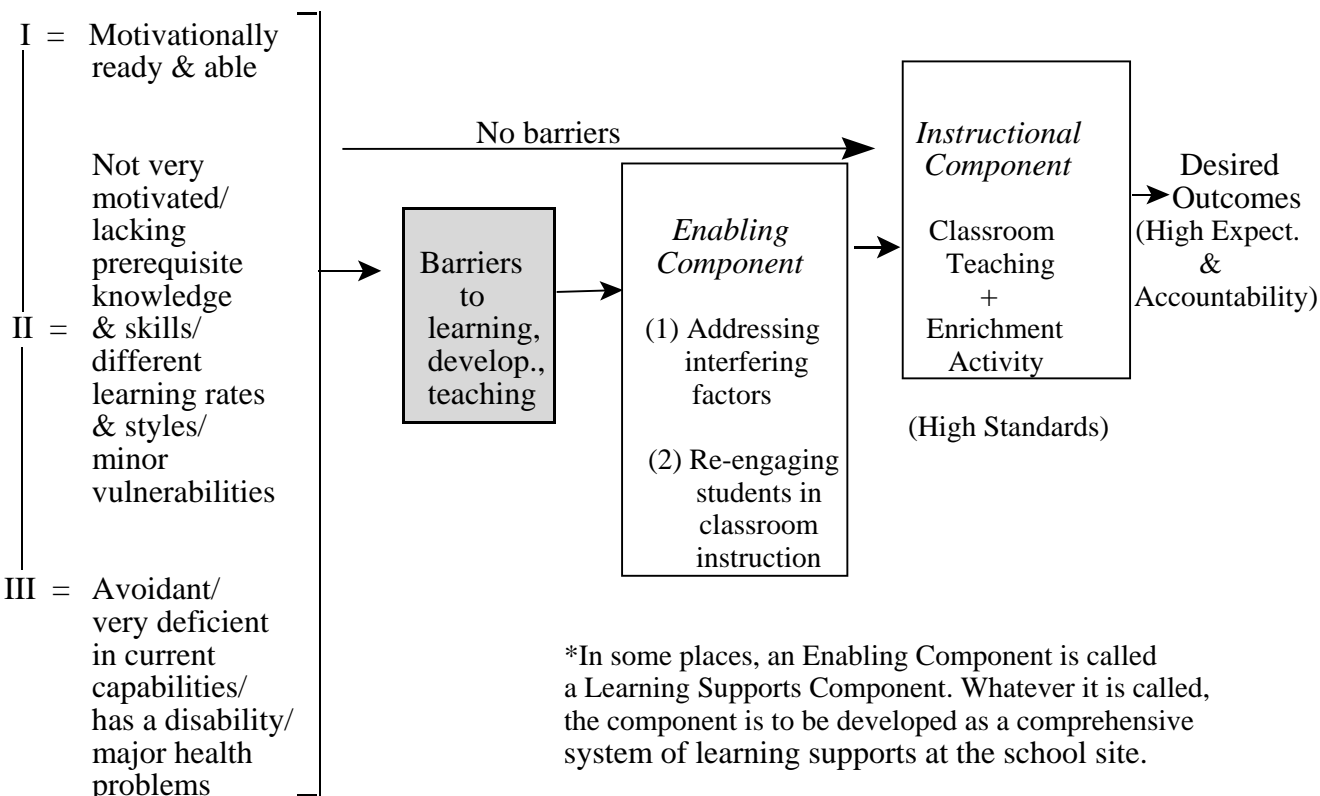 I = Motivationally
ready & able
Not very
motivated/
lacking
prerequisite
knowledge
II = & skills/
different
learning rates
& styles/
minor
vulnerabilities
III = Avoidant/
very deficient
in current
capabilities/
has a disability/
major health
problems
No barriers
Barriers
to
learning,
develop.,
teaching
Enabling
Component
(1) Addressing
interfering
factors
(2) Re-engaging
students in
classroom
instruction
Instructional
Component
Classroom
Teaching
+
Enrichment
Activity
(High Standards)
Desired
Outcomes
(High Expect.
&
Accountability)
*In some places, an Enabling Component is called
a Learning Supports Component. Whatever it is called,
the component is to be developed as a comprehensive
system of learning supports at the school site.